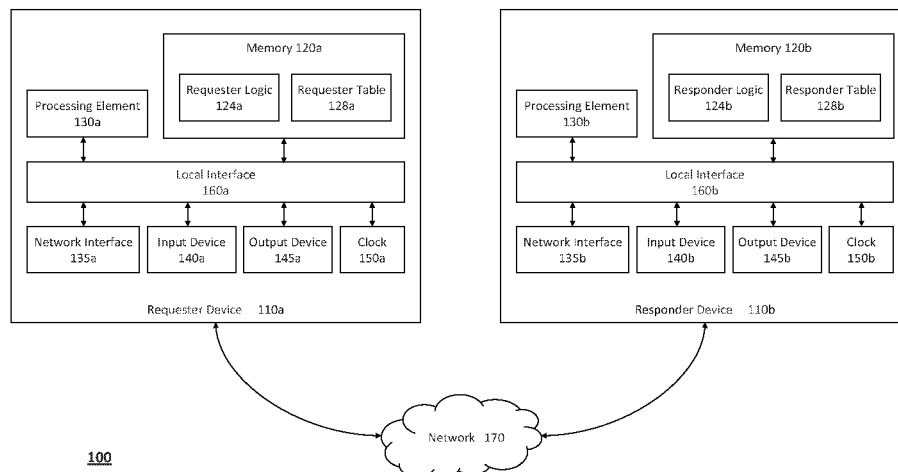 Memory 120a
Requester Logic
124a
Requester Table
128a
Processing Element
130a
Local Interface
160a
Network Interface
135a
Input Device
140a
Output Device
145a
Clock
150a
Requester Device 110a
Memory 120b
Responder Logic
124b
Responder Table
128b
Processing Element
130b
Local Interface
160b
Network Interface
135b
Input Device
140b
Output Device
145b
Clock
150b
Responder Device 110b
Network 170
100